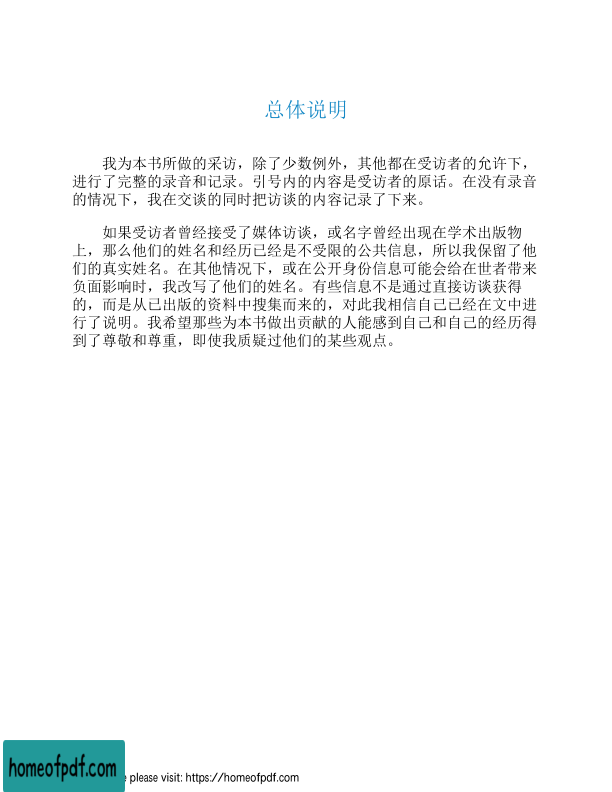 总体说明
我为本书所做的采访，除了少数例外，其他都在受访者的允许下，
进行了完整的录音和记录。引号内的内容是受访者的原话。在没有录音
的情况下，我在交谈的同时把访谈的内容记录了下来。
如果受访者曾经接受了媒体访谈，或名字曾经出现在学术出版物
上，那么他们的姓名和经历已经是不受限的公共信息，所以我保留了他
们的真实姓名。在其他情况下，或在公开身份信息可能会给在世者带来
负面影响时，我改写了他们的姓名。有些信息不是通过直接访谈获得
的，而是从已出版的资料中搜集而来的，对此我相信自己已经在文中进
行了说明。我希望那些为本书做出贡献的人能感到自己和自己的经历得
到了尊敬和尊重，即使我质疑过他们的某些观点。
homeofpdf.com
please visit: https://homeofpdf.com